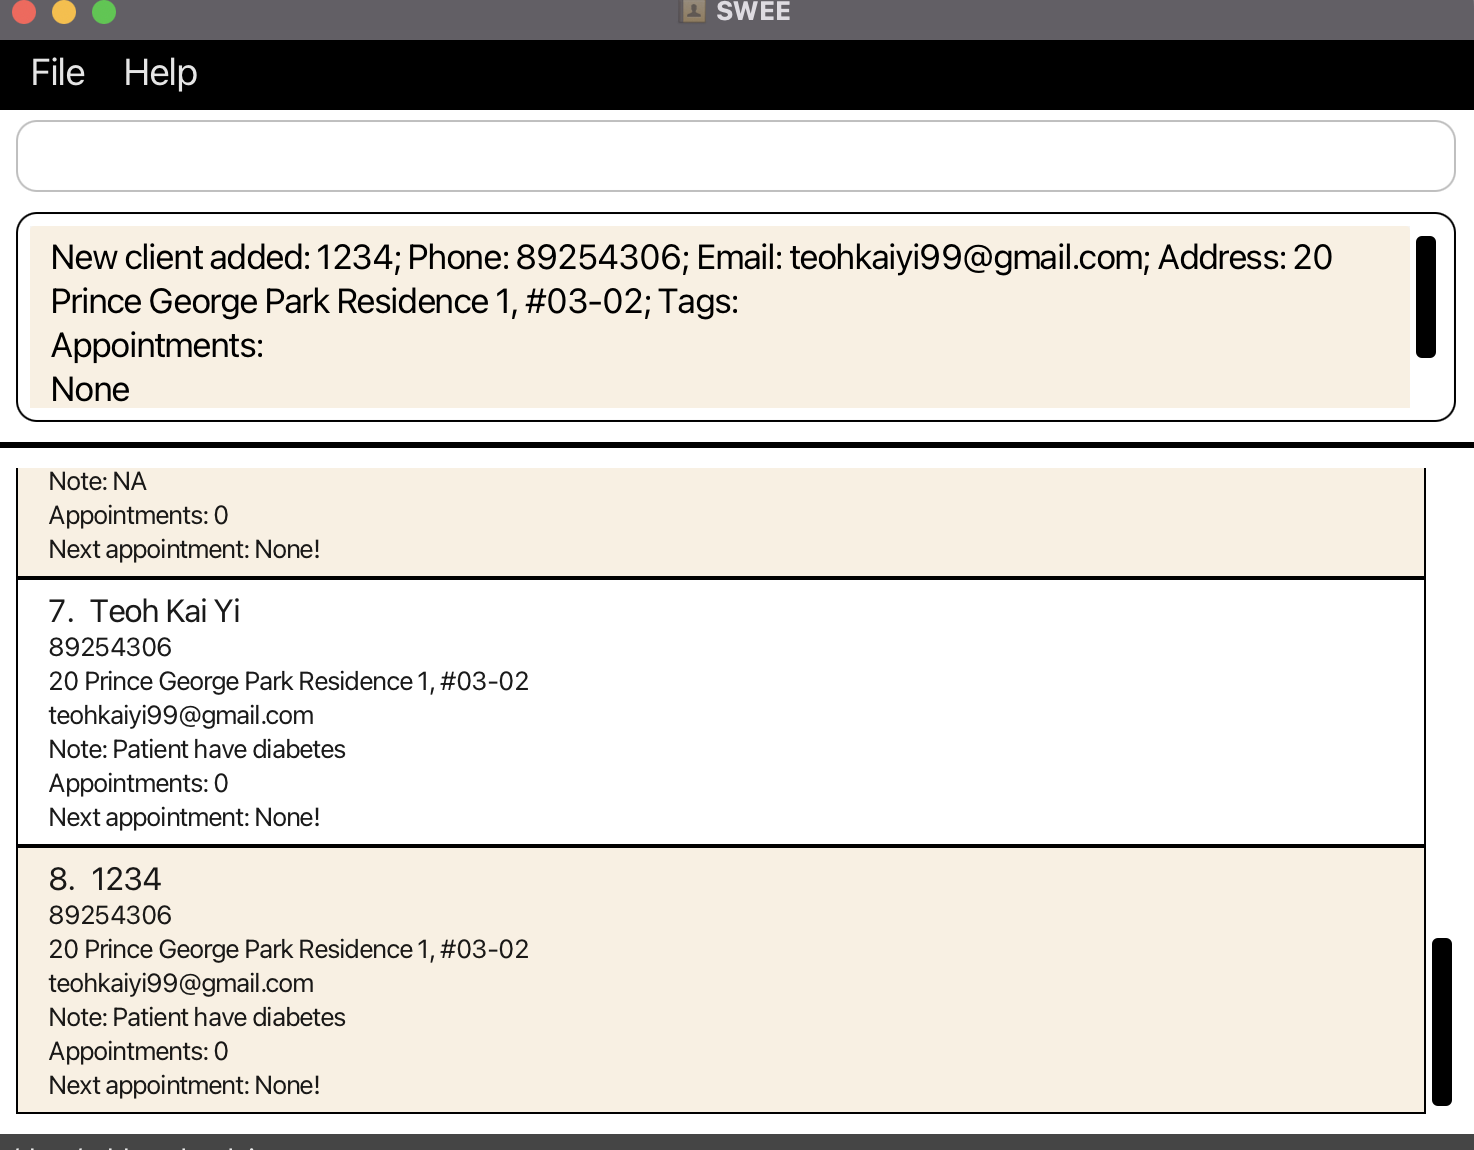 SWEE
File Help
New client added: 1234; Phone: 89254306; Email: teohkaiyi99@gmail.com; Address: 20
Prince George Park Residence 1, #03-02; Tags:
Appointments:
None
Note: NA
Appointments: 0
Next appointment: None!
7. Teoh Kai Yi
89254306
20 Prince George Park Residence 1, #03-02
teohkaiyi99@gmail.com
Note: Patient have diabetes
Appointments: 0
Next appointment: None!
8. 1234
89254306
20 Prince George Park Residence 1, #03-02
teohkaiyi99@gmail.com
Note: Patient have diabetes
Appointments: 0
Next appointment: None!